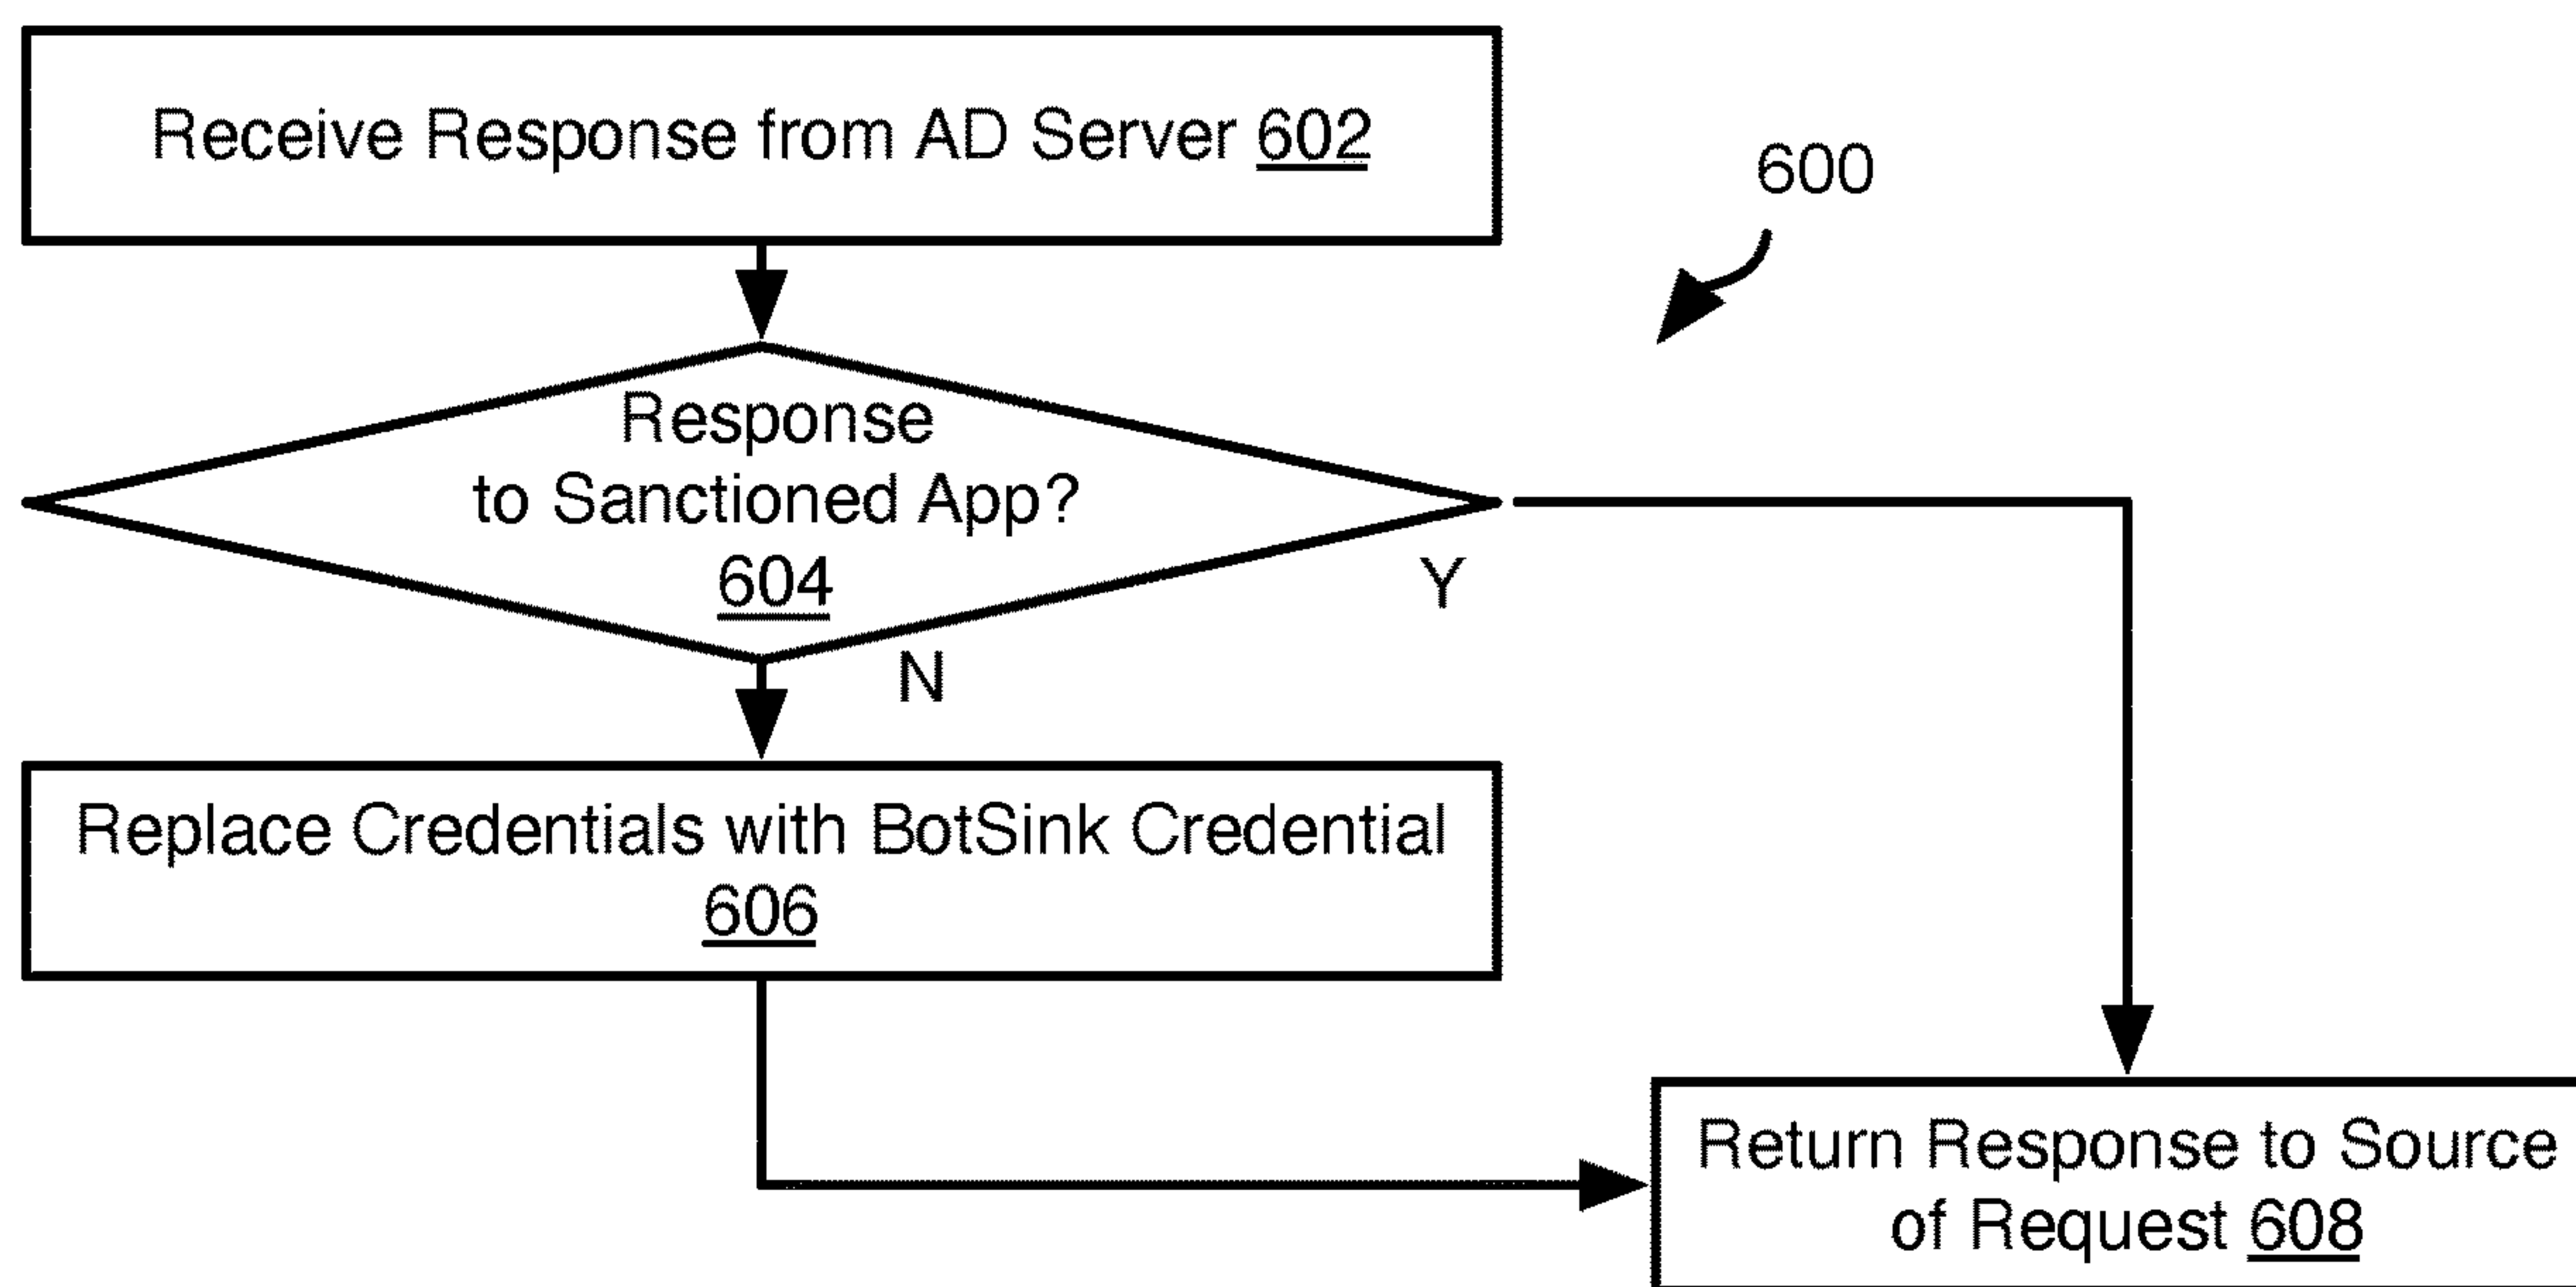 Receive Response from AD Server 602
600
Response
to Sanctioned App?
604
Y
N
Replace Credentials with BotSink Credential
606
Return Response to Source
of Request 608